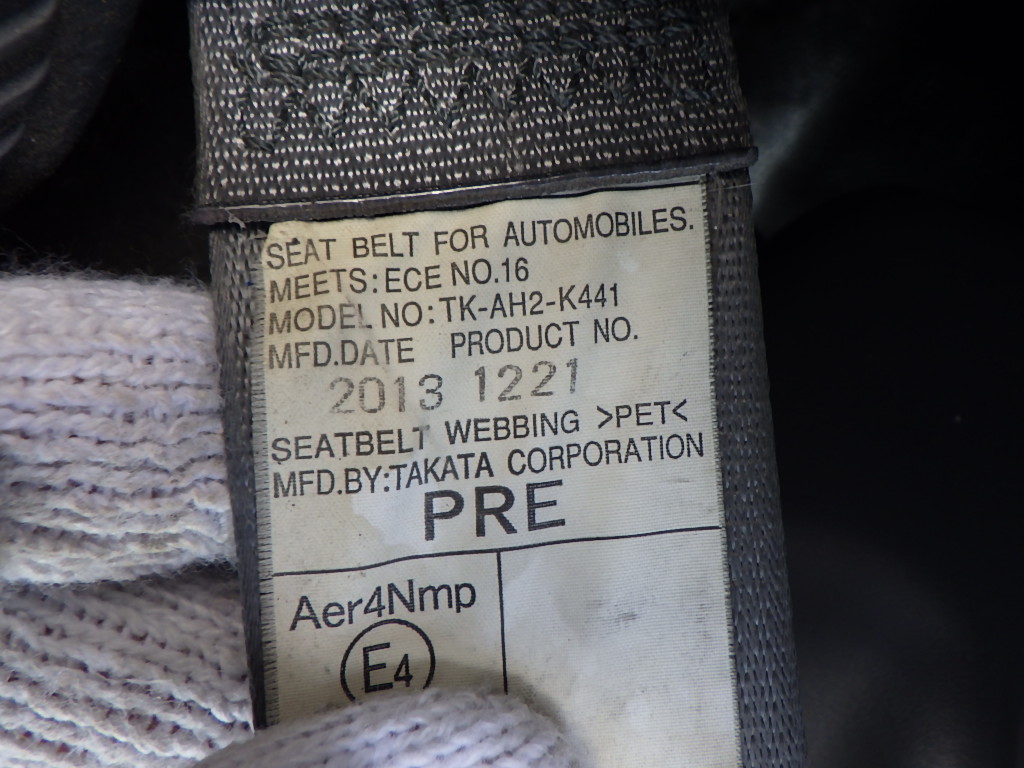 SEAT BELT FOR AUTOMOBILES.
MEETS:ECE NO.16
MODEL NO:TK-AH2-K441
MFD.DATE PRODUCT NO.
2013 1221
SEATBELT WEBBING >PET<
MFD.BY:TAKATA CORPORATION
PRE
Aer4Nmp
E4